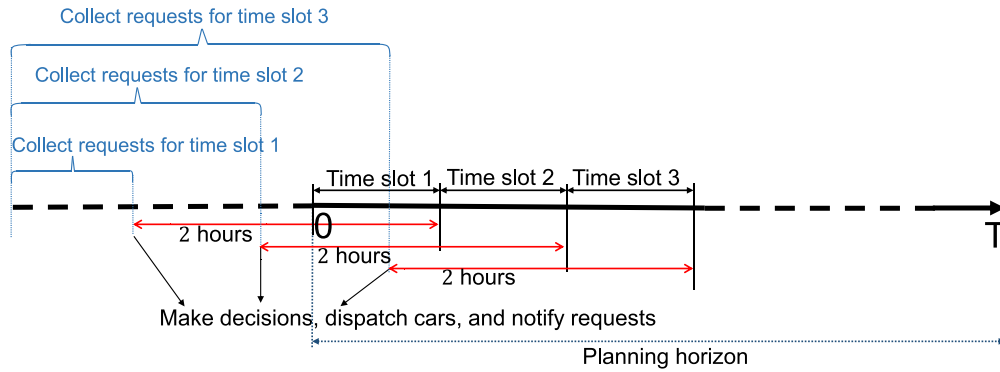 Collect requests for time slot 3
Collect requests for time slot 2
Collect requests for time slot 1
Time slot 1
Time slot 2
Time slot 3
0
T
2 hours
2 hours
2 hours
Make decisions, dispatch cars, and notify requests
Planning horizon